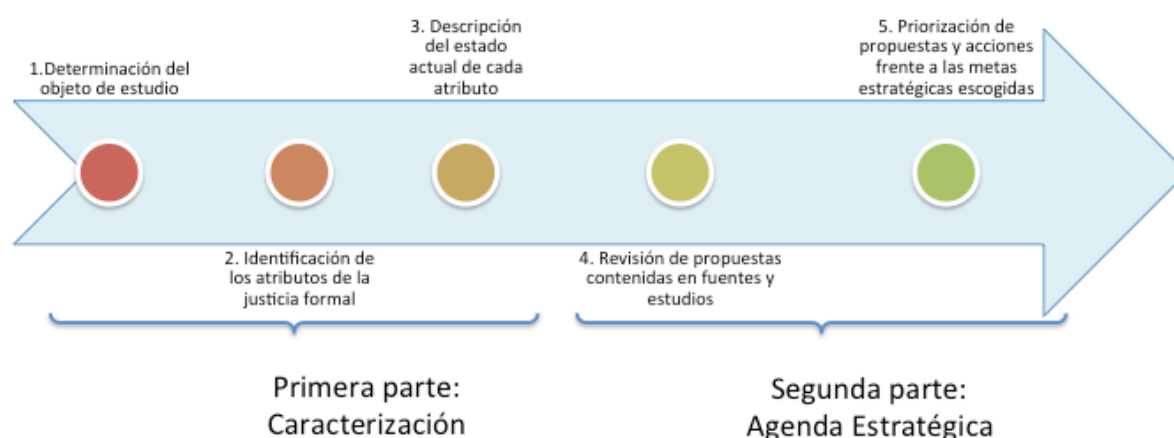 1.Determinación del
objeto de estudio
2. Identificación de
los atributos de la
justicia formal
3. Descripción
del estado
actual de cada
atributo
4. Revisión de propuestas
contenidas en fuentes y
estudios
5. Priorización de
propuestas y acciones
frente a las metas
estratégicas escogidas
Primera parte:
Caracterización
Segunda parte:
Agenda Estratégica